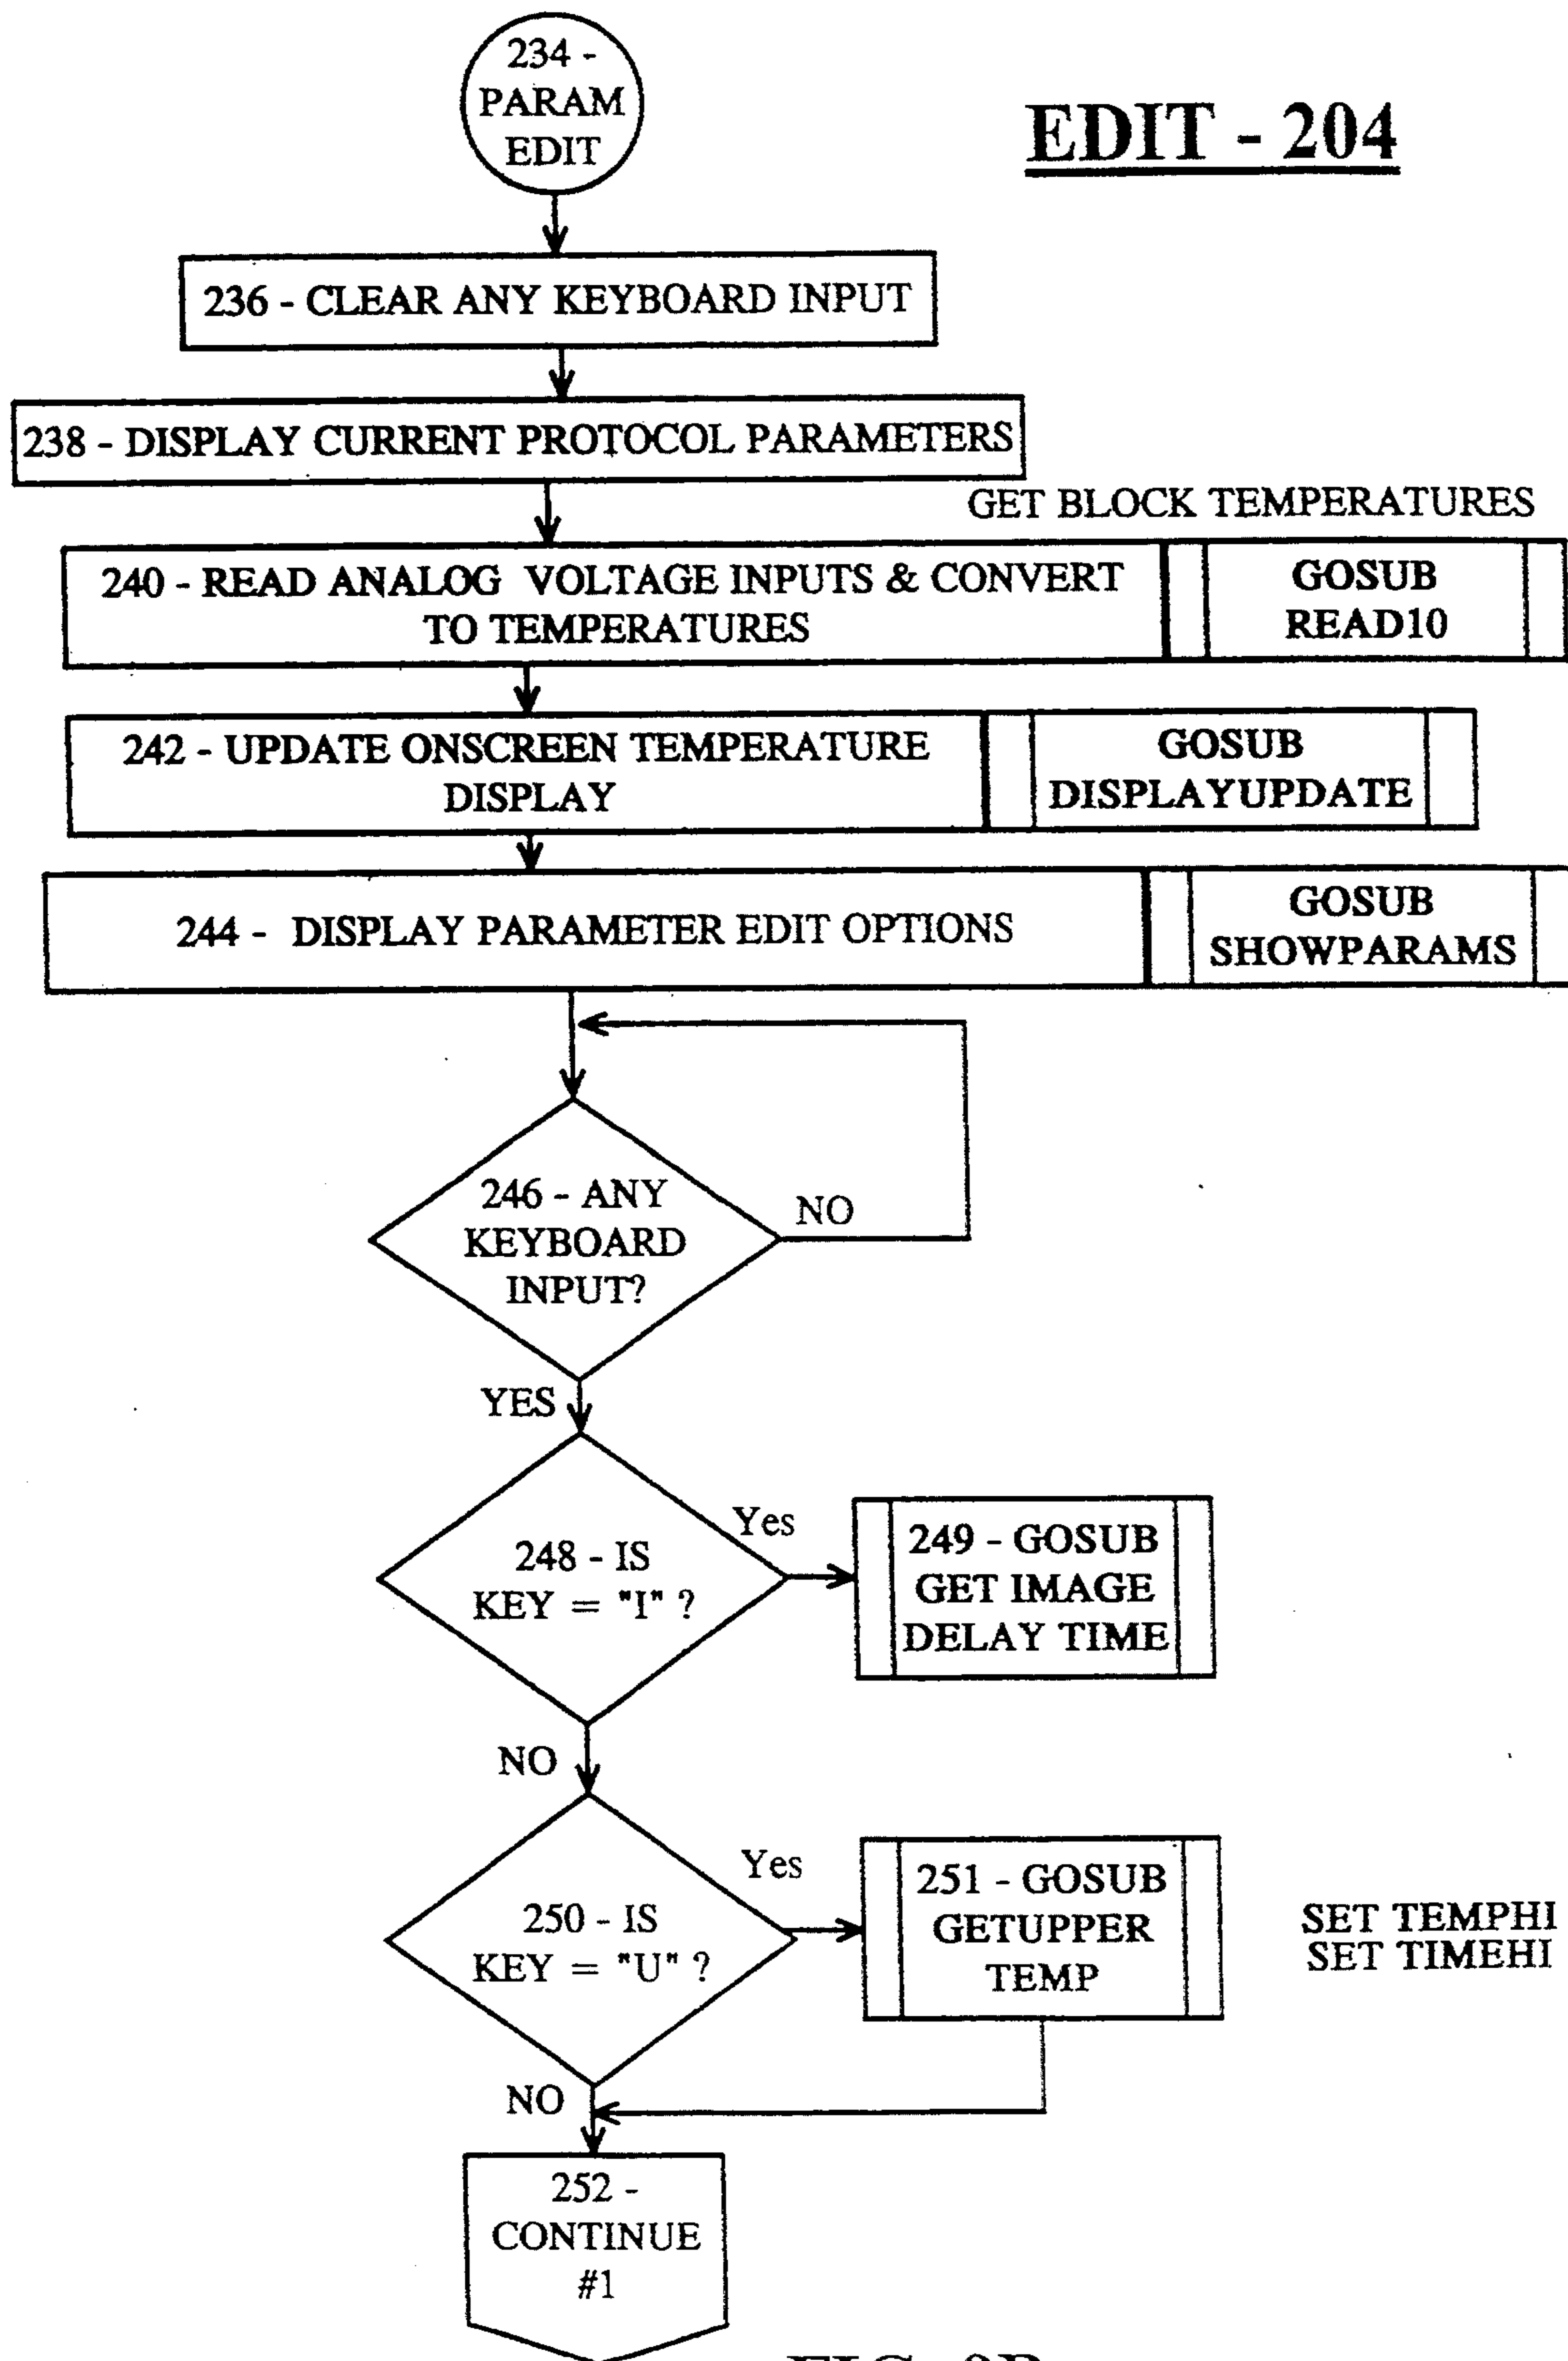 234 -
PARAM
EDIT
EDIT - 204
236 - CLEAR ANY KEYBOARD INPUT
238 - DISPLAY CURRENT PROTOCOL PARAMETERS
GET BLOCK TEMPERATURES
240 - READ ANALOG VOLTAGE INPUTS & CONVERT
TO TEMPERATURES
GOSUB
READ10
242 - UPDATE ONSCREEN TEMPERATURE
DISPLAY
GOSUB
DISPLAYUPDATE
244 - DISPLAY PARAMETER EDIT OPTIONS
GOSUB
SHOWPARAMS
246 - ANY
KEYBOARD
INPUT?
NO
YES
248 - IS
KEY = "I" ?
Yes
249 - GOSUB
GET IMAGE
DELAY TIME
NO
250 - IS
KEY = "U" ?
Yes
251 - GOSUB
GETUPPER
TEMP
SET TEMPHI
SET TIMEHI
NO
252 -
CONTINUE
#1